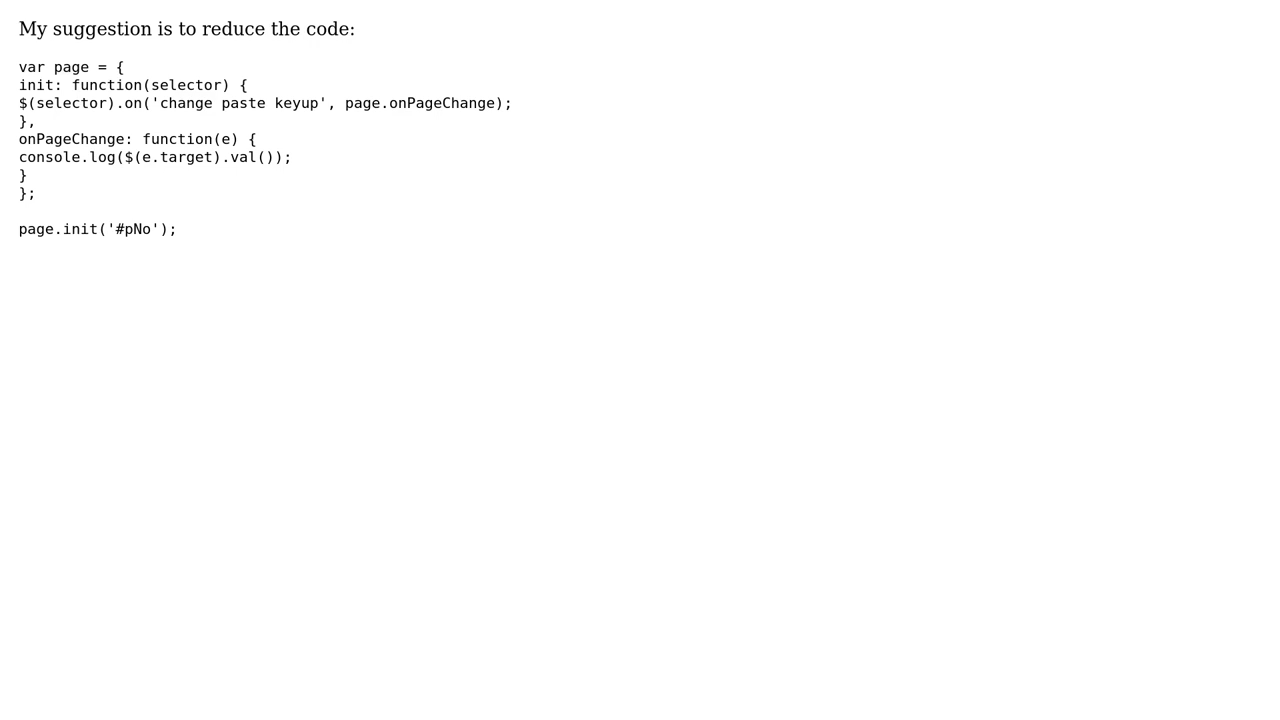 My suggestion is to reduce the code:
var page = {
init: function(selector) {
$(selector).on('change paste keyup', page.onPageChange);
},
onPageChange: function(e) {
console.log($(e.target).val());
}
};
page.init('#pNo');